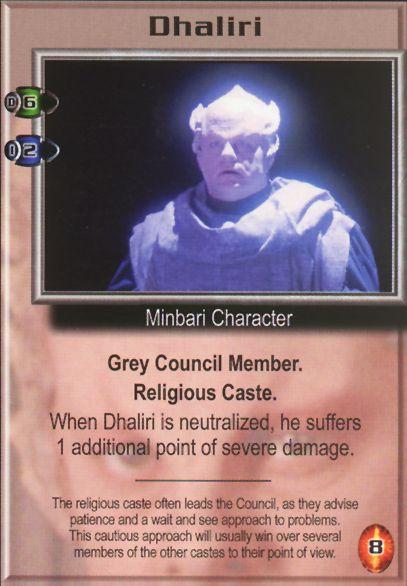 Dhaliri
D 6
D 2
Minbari Character
Grey Council Member.
Religious Caste.
When Dhaliri is neutralized, he suffers
1 additional point of severe damage.
The religious caste often leads the Council, as they advise
patience and a wait and see approach to problems.
This cautious approach will usually win over several
members of the other castes to their point of view.
8